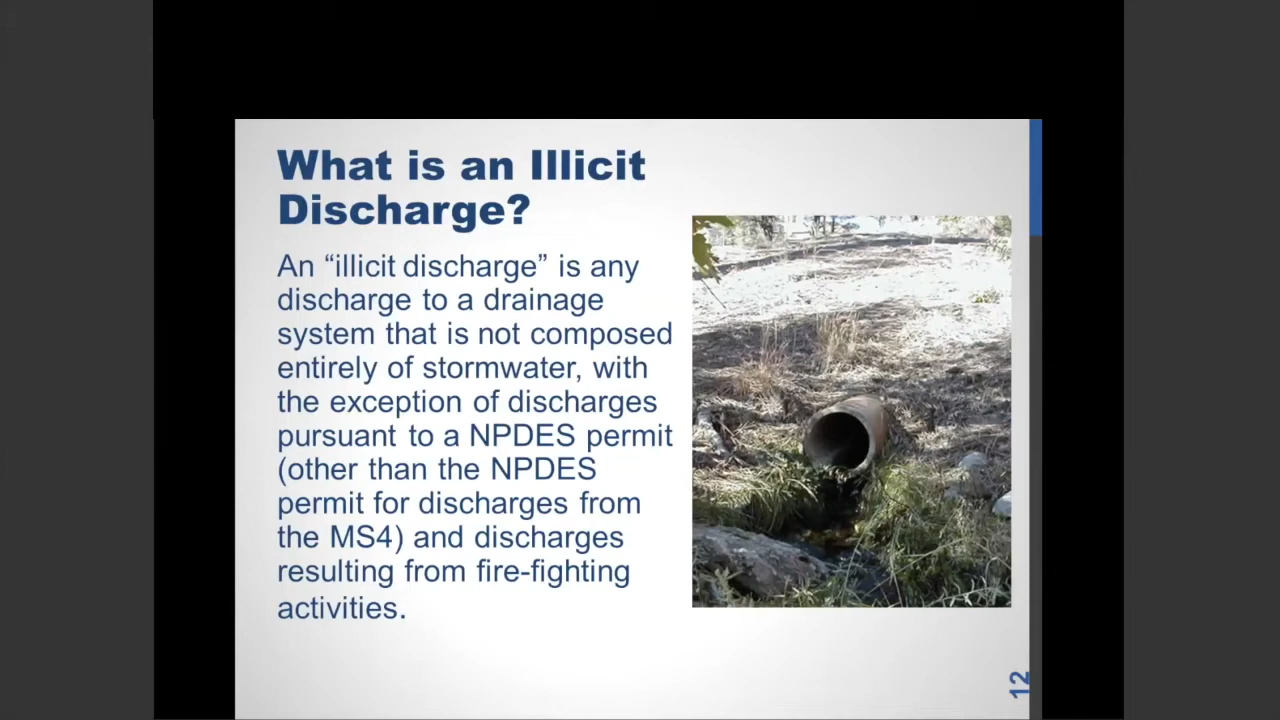 What is an Illicit
Discharge?
An “illicit discharge” is any
discharge to a drainage
system that is not composed
entirely of stormwater, with
the exception of discharges
pursuant to a NPDES permit
(other than the NPDES
permit for discharges from
the MS4) and discharges
resulting from fire-fighting
activities.
12